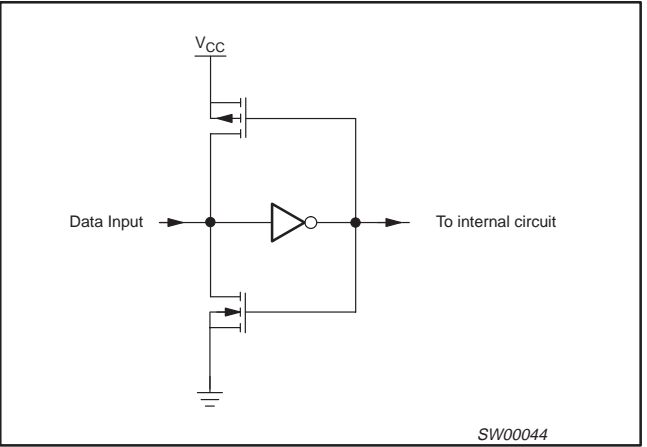 VCC
Data Input
To internal circuit
SW00044